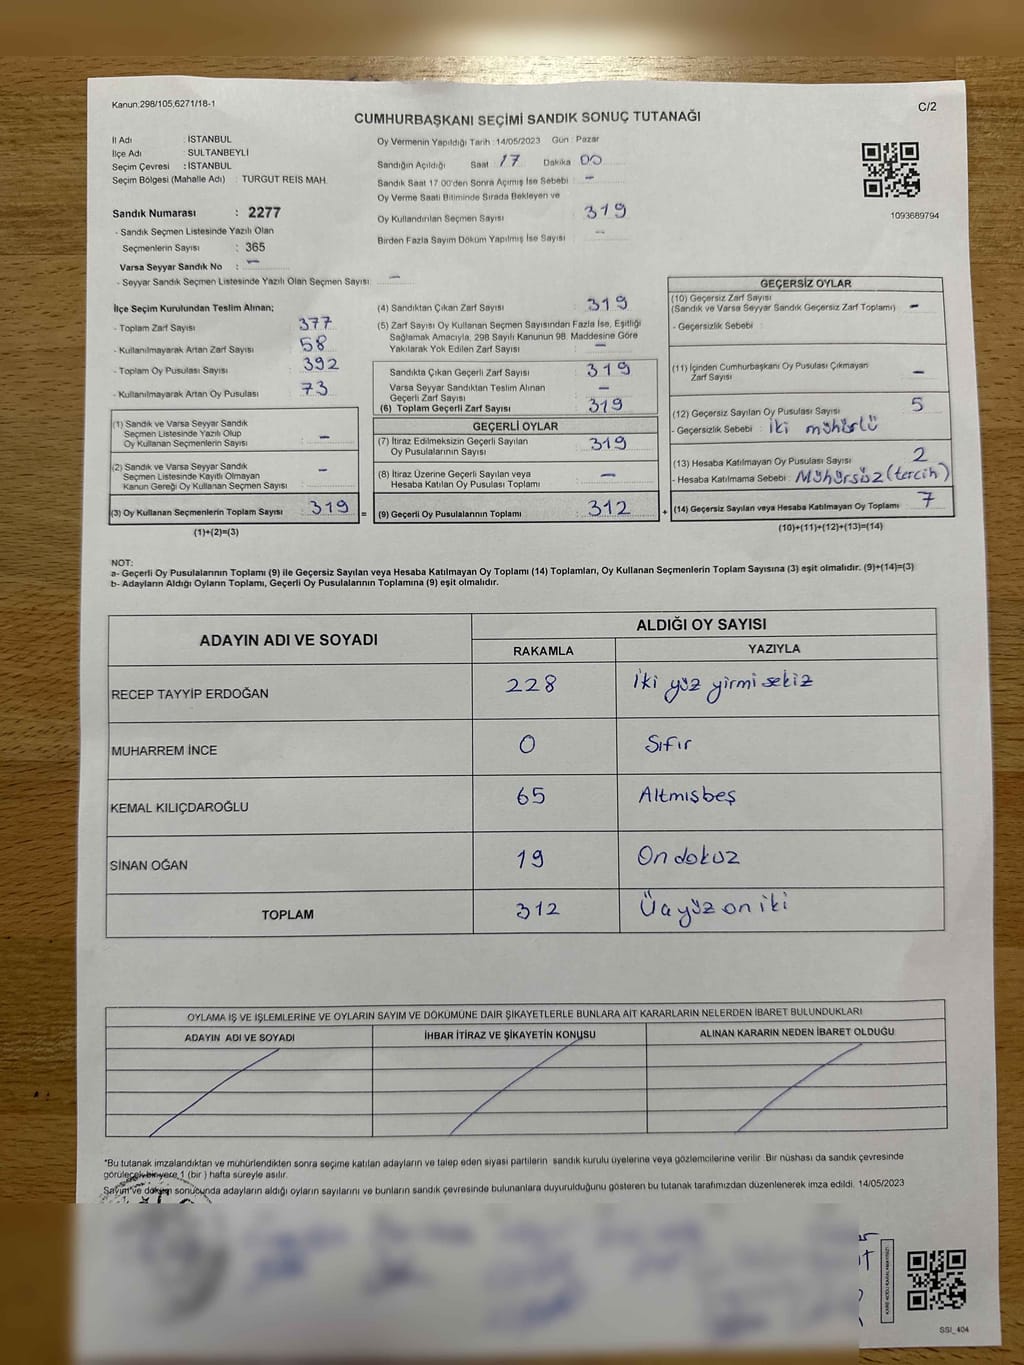 Kanun:298/105,6271/18-1
C/2
CUMHURBAŞKANI SEÇİMİ SANDIK SONUÇ TUTANAĞI
İl Adı : İSTANBUL
İlçe Adı : SULTANBEYLİ
Seçim Çevresi : İSTANBUL
Seçim Bölgesi (Mahalle Adı) : TURGUT REİS MAH.
Oy Vermenin Yapıldığı Tarih : 14/05/2023 Gün : Pazar
Sandığın Açıldığı Saat 17 Dakika 00
Sandık Saat 17 00'den Sonra Açımış İse Sebebi : -
Oy Verme Saati Bitiminde Sırada Bekleyen ve
Oy Kullandırılan Seçmen Sayısı 319
Birden Fazla Sayım Döküm Yapılmış İse Sayısı -
1093689794
Sandık Numarası : 2277
- Sandık Seçmen Listesinde Yazılı Olan
Seçmenlerin Sayısı : 365
Varsa Seyyar Sandık No : -
- Seyyar Sandık Seçmen Listesinde Yazılı Olan Seçmen Sayısı: -
İlçe Seçim Kurulundan Teslim Alınan;
- Toplam Zarf Sayısı : 377
- Kullanılmayarak Artan Zarf Sayısı : 58
- Toplam Oy Pusulası Sayısı : 392
- Kullanılmayarak Artan Oy Pusulası : 73
(1) Sandık ve Varsa Seyyar Sandık
Seçmen Listesinde Yazılı Olup
Oy Kullanan Seçmenlerin Sayısı : -
(2) Sandık ve Varsa Seyyar Sandık
Seçmen Listesinde Kayıtlı Olmayan
Kanun Gereği Oy Kullanan Seçmen Sayısı : -
(3) Oy Kullanan Seçmenlerin Toplam Sayısı : 319 =
(1)+(2)=(3)
(4) Sandıktan Çıkan Zarf Sayısı : 319
(5) Zarf Sayısı Oy Kullanan Seçmen Sayısından Fazla İse, Eşitliği
Sağlamak Amacıyla, 298 Sayılı Kanunun 98. Maddesine Göre
Yakılarak Yok Edilen Zarf Sayısı : -
Sandıkta Çıkan Geçerli Zarf Sayısı : 319
Varsa Seyyar Sandıktan Teslim Alınan
Geçerli Zarf Sayısı : -
(6) Toplam Geçerli Zarf Sayısı : 319
GEÇERLİ OYLAR
(7) İtiraz Edilmeksizin Geçerli Sayılan
Oy Pusulalarının Sayısı : 319
(8) İtiraz Üzerine Geçerli Sayılan veya
Hesaba Katılan Oy Pusulası Toplamı : -
(9) Geçerli Oy Pusulalarının Toplamı : 312 +
GEÇERSİZ OYLAR
(10) Geçersiz Zarf Sayısı
(Sandık ve Varsa Seyyar Sandık Geçersiz Zarf Toplamı) : -
- Geçersizlik Sebebi :
(11) İçinden Cumhurbaşkanı Oy Pusulası Çıkmayan
Zarf Sayısı : -
(12) Geçersiz Sayılan Oy Pusulası Sayısı : 5
- Geçersizlik Sebebi : İki mühürlü
(13) Hesaba Katılmayan Oy Pusulası Sayısı : 2
- Hesaba Katılmama Sebebi : Mühürsüz (tercih)
(14) Geçersiz Sayılan veya Hesaba Katılmayan Oy Toplamı : 7
(10)+(11)+(12)+(13)=(14)
NOT:
a- Geçerli Oy Pusulasının Toplamı (9) ile Geçersiz Sayılan veya Hesaba Katılmayan Oy Toplamı (14) Toplamları, Oy Kullanan Seçmenlerin Toplam Sayısına (3) eşit olmalıdır. (9)+(14)=(3)
b- Adayların Aldığı Oyların Toplamı, Geçerli Oy Pusulalarının Toplamına (9) eşit olmalıdır.
ADAYIN ADI VE SOYADI
ALDIĞI OY SAYISI
RAKAMLA YAZIYLA
RECEP TAYYİP ERDOĞAN 228 İki yüz yirmi sekiz
MUHARREM İNCE 0 Sıfır
KEMAL KILIÇDAROĞLU 65 Altmışbeş
SİNAN OĞAN 19 On dokuz
TOPLAM 312 Üç yüz on iki
OYLAMA İŞ VE İŞLEMLERİNE VE OYLARIN SAYIM VE DÖKÜMÜNE DAİR ŞİKAYETLERLE BUNLARA AİT KARARLARIN NELERDEN İBARET BULUNDUKLARI
ADAYIN ADI VE SOYADI İHBAR İTİRAZ VE ŞİKAYETİN KONUSU ALINAN KARARIN NEDEN İBARET OLDUĞU
*Bu tutanak imzalandıktan ve mühürlendikten sonra seçime katılan adayların ve talep eden siyasi partilerin sandık kurulu üyelerine veya gözlemcilerine verilir. Bir nüshası da sandık çevresinde
görülecek bir yere 1 (bir) hafta süreyle asılır.
Sayım ve döküm sonucunda adayların aldığı oyların sayılarını ve bunların sandık çevresinde bulunanlara duyurulduğunu gösteren bu tutanak tarafımızdan düzenlenerek imza edildi. 14/05/2023
SSI_404